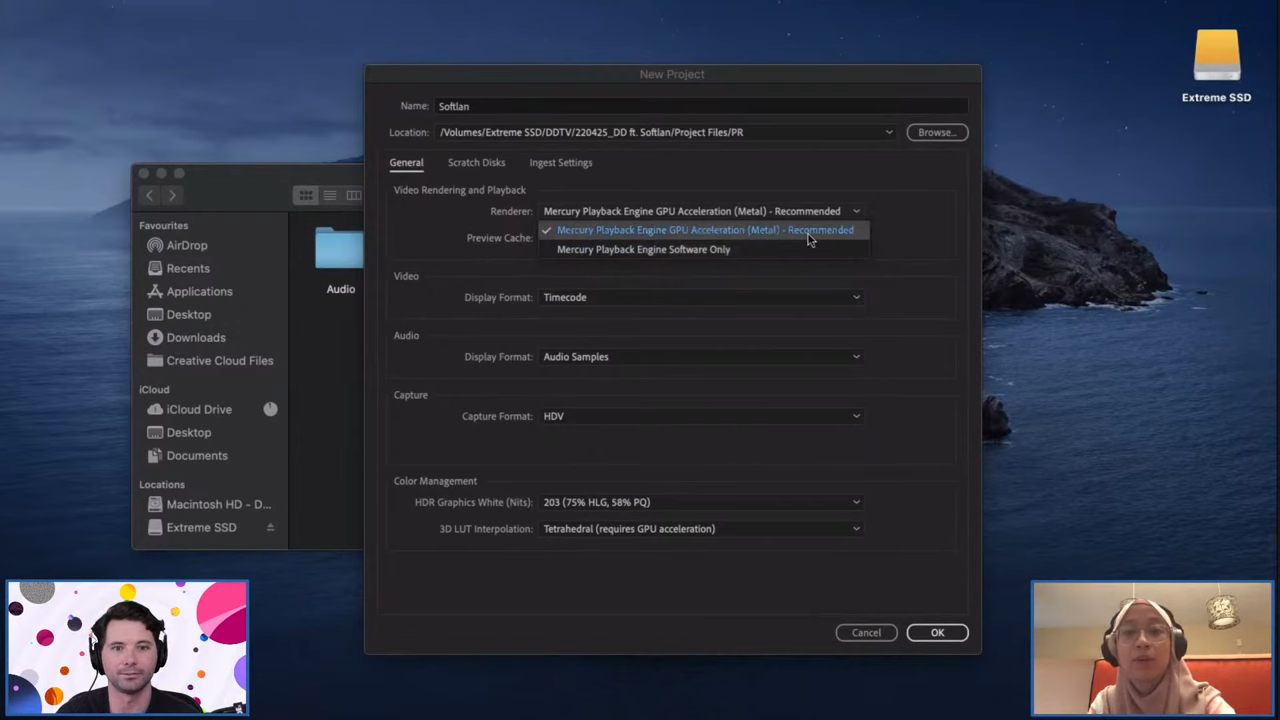 New Project
Extreme SSD
Name: Softlan
Location: /Volumes/Extreme SSD/DDTV/220425_DD ft. Softlan/Project Files/PR Browse...
General Scratch Disks Ingest Settings
Video Rendering and Playback
Renderer: Mercury Playback Engine GPU Acceleration (Metal) - Recommended
Mercury Playback Engine GPU Acceleration (Metal) - Recommended
Preview Cache:
Mercury Playback Engine Software Only
Video
Display Format: Timecode
Audio
Display Format: Audio Samples
Capture
Capture Format: HDV
Color Management
HDR Graphics White (Nits): 203 (75% HLG, 58% PQ)
3D LUT Interpolation: Tetrahedral (requires GPU acceleration)
Cancel OK
Favourites
AirDrop
Recents
Applications
Desktop
Downloads
Creative Cloud Files
iCloud
iCloud Drive
Desktop
Documents
Locations
Macintosh HD - D...
Extreme SSD
Audio